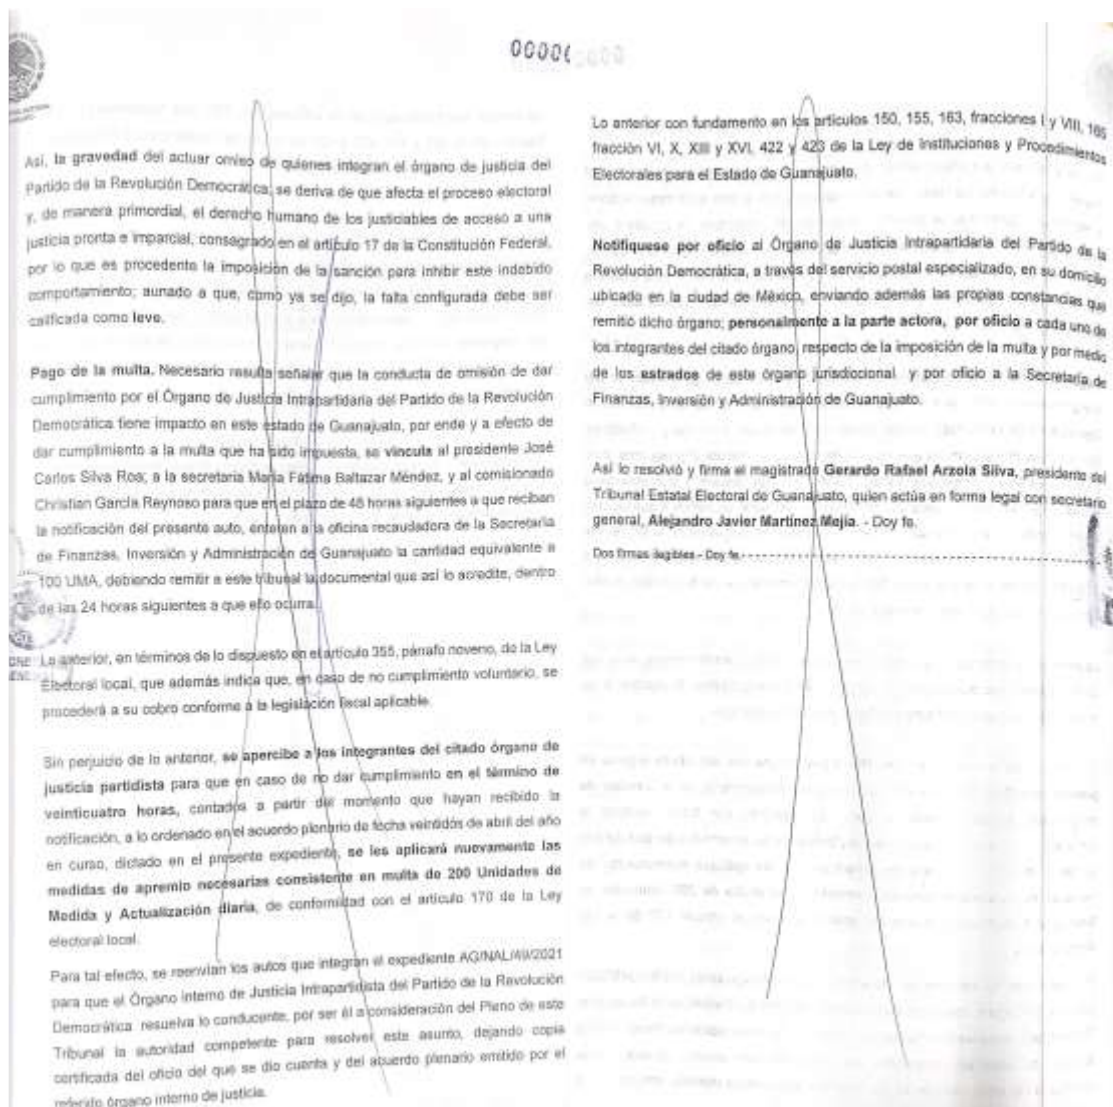 0000
Así, la gravedad del actuar omiso de quienes integran el órgano de justicia del
Partido de la Revolución Democrática, se deriva de que afecta el proceso electoral
y, de manera primordial, el derecho humano de los justiciables de acceso a una
justicia pronta e imparcial, consagrado en el artículo 17 de la Constitución Federal,
por lo que es procedente la imposición de la sanción para inhibir este indebido
comportamiento; aunado a que, como ya se dijo, la falta configurada debe ser
calificada como leve.
Pago de la multa. Necesario resulta señalar que la conducta de omisión de dar
cumplimiento por el Órgano de Justicia Intrapartidaria del Partido de la Revolución
Democrática tiene impacto en este estado de Guanajuato, por ende y a efecto de
dar cumplimiento a la multa que ha sido impuesta, se vincula al presidente José
Carlos Silva Roa; a la secretaria María Fátima Baltazar Méndez, y al comisionado
Christian García Reynoso para que en el plazo de 48 horas siguientes a que reciban
la notificación del presente auto, enteren a la oficina recaudadora de la Secretaría
de Finanzas, Inversión y Administración de Guanajuato la cantidad equivalente a
100 UMA, debiendo remitir a este tribunal la documental que así lo acredite, dentro
de las 24 horas siguientes a que ello ocurra.
Lo anterior, en términos de lo dispuesto en el artículo 355, párrafo noveno, de la Ley
Electoral local, que además indica que, en caso de no cumplimiento voluntario, se
procederá a su cobro conforme a la legislación fiscal aplicable.
Sin perjuicio de lo anterior, se apercibe a los integrantes del citado órgano de
justicia partidista para que en caso de no dar cumplimiento en el término de
veinticuatro horas, contados a partir del momento que hayan recibido la
notificación, a lo ordenado en el acuerdo plenario de fecha veintidós de abril del año
en curso, dictado en el presente expediente, se les aplicará nuevamente las
medidas de apremio necesarias consistente en multa de 200 Unidades de
Medida y Actualización diaria, de conformidad con el artículo 170 de la Ley
electoral local.
Para tal efecto, se reenvían los autos que integran el expediente AG/NAL/49/2021
para que el Órgano interno de Justicia Intrapartidista del Partido de la Revolución
Democrática resuelva lo conducente, por ser él a consideración del Pleno de este
Tribunal la autoridad competente para resolver este asunto, dejando copia
certificada del oficio del que se dio cuenta y del acuerdo plenario emitido por el
referido órgano interno de justicia.
Lo anterior con fundamento en los artículos 150, 155, 163, fracciones I y VIII, 165
fracción VI, X, XIII y XVI, 422 y 423 de la Ley de Instituciones y Procedimientos
Electorales para el Estado de Guanajuato.
Notifíquese por oficio al Órgano de Justicia Intrapartidaria del Partido de la
Revolución Democrática, a través del servicio postal especializado, en su domicilio
ubicado en la ciudad de México, enviando además las propias constancias que
remitió dicho órgano; personalmente a la parte actora, por oficio a cada uno de
los integrantes del citado órgano, respecto de la imposición de la multa y por medio
de los estrados de este órgano jurisdiccional y por oficio a la Secretaría de
Finanzas, Inversión y Administración de Guanajuato.
Así lo resolvió y firma el magistrado Gerardo Rafael Arzola Silva, presidente del
Tribunal Estatal Electoral de Guanajuato, quien actúa en forma legal con secretario
general, Alejandro Javier Martínez Mejía. - Doy fe.
Dos firmas ilegibles - Doy fe.